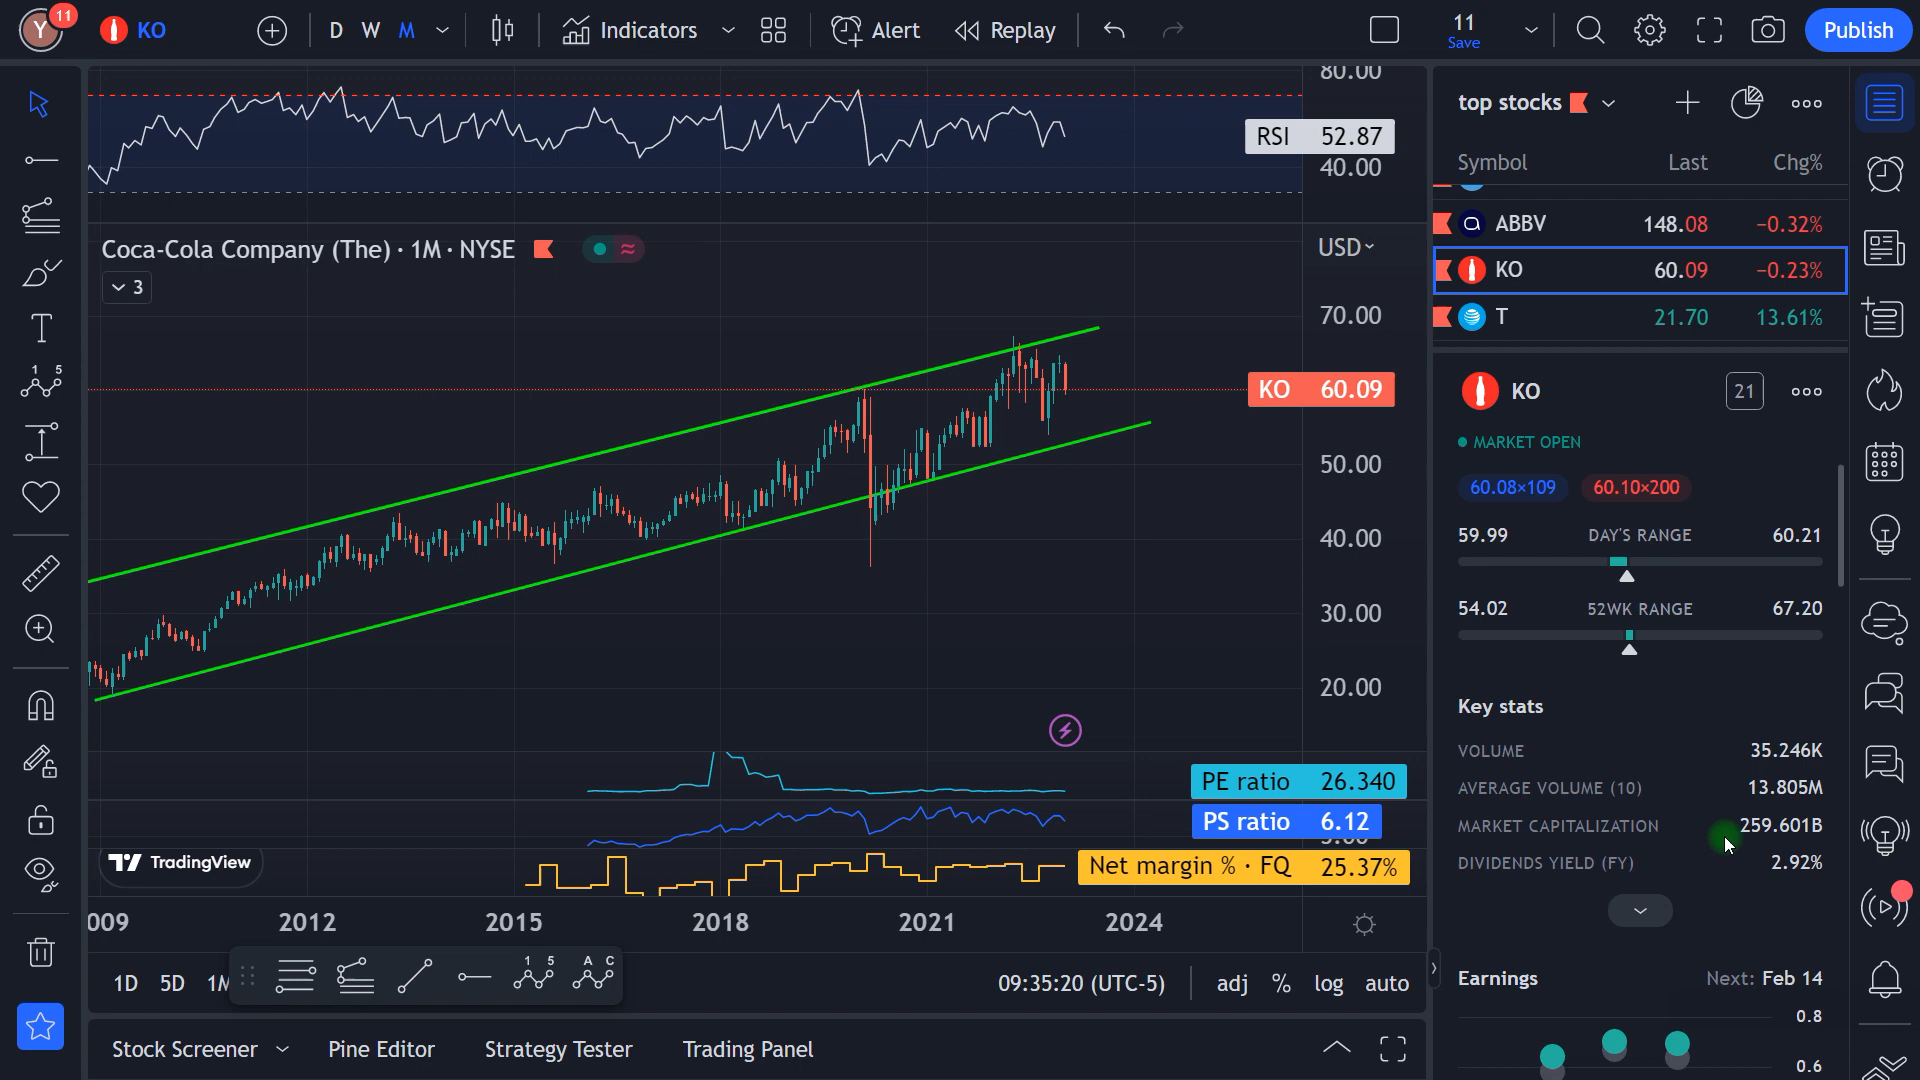 Y 11 KO D W M Indicators Alert Replay 11 Save Publish
80.00
RSI 52.87
40.00
Coca-Cola Company (The) · 1M · NYSE
3
USD
70.00
KO 60.09
50.00
40.00
30.00
20.00
PE ratio 26.340
PS ratio 6.12
Net margin % · FQ 25.37%
TradingView
009 2012 2015 2018 2021 2024
1D 5D 1M
1 5
A C
09:35:20 (UTC-5) adj % log auto
Stock Screener Pine Editor Strategy Tester Trading Panel
1 5
T
top stocks
Symbol Last Chg%
ABBV 148.08 −0.32%
KO 60.09 −0.23%
T 21.70 13.61%
KO 21
MARKET OPEN
60.08×109 60.10×200
59.99 DAY'S RANGE 60.21
54.02 52WK RANGE 67.20
Key stats
VOLUME 35.246K
AVERAGE VOLUME (10) 13.805M
MARKET CAPITALIZATION 259.601B
DIVIDENDS YIELD (FY) 2.92%
Earnings Next: Feb 14
0.8
0.6